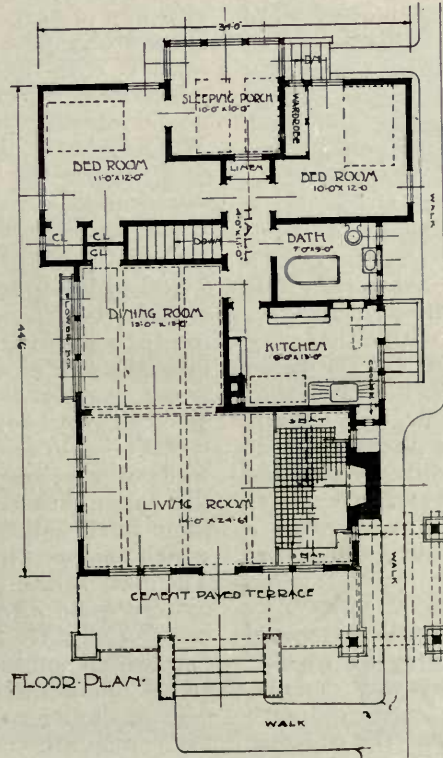 34'-0"
SLEEPING PORCH
10'-0" x 10'-0"
UP
WARDROBE
BED ROOM
11'-0" x 12'-0"
LINEN
BED ROOM
10'-0" x 12'-0
WALK
HALL
BATH
CL
CL
CL
DOWN
44'-6"
FLOWER BOX
DINING ROOM
KITCHEN
COOLER
SEAT
LIVING ROOM
SEAT
WALK
CEMENT PAVED TERRACE
FLOOR·PLAN·
WALK